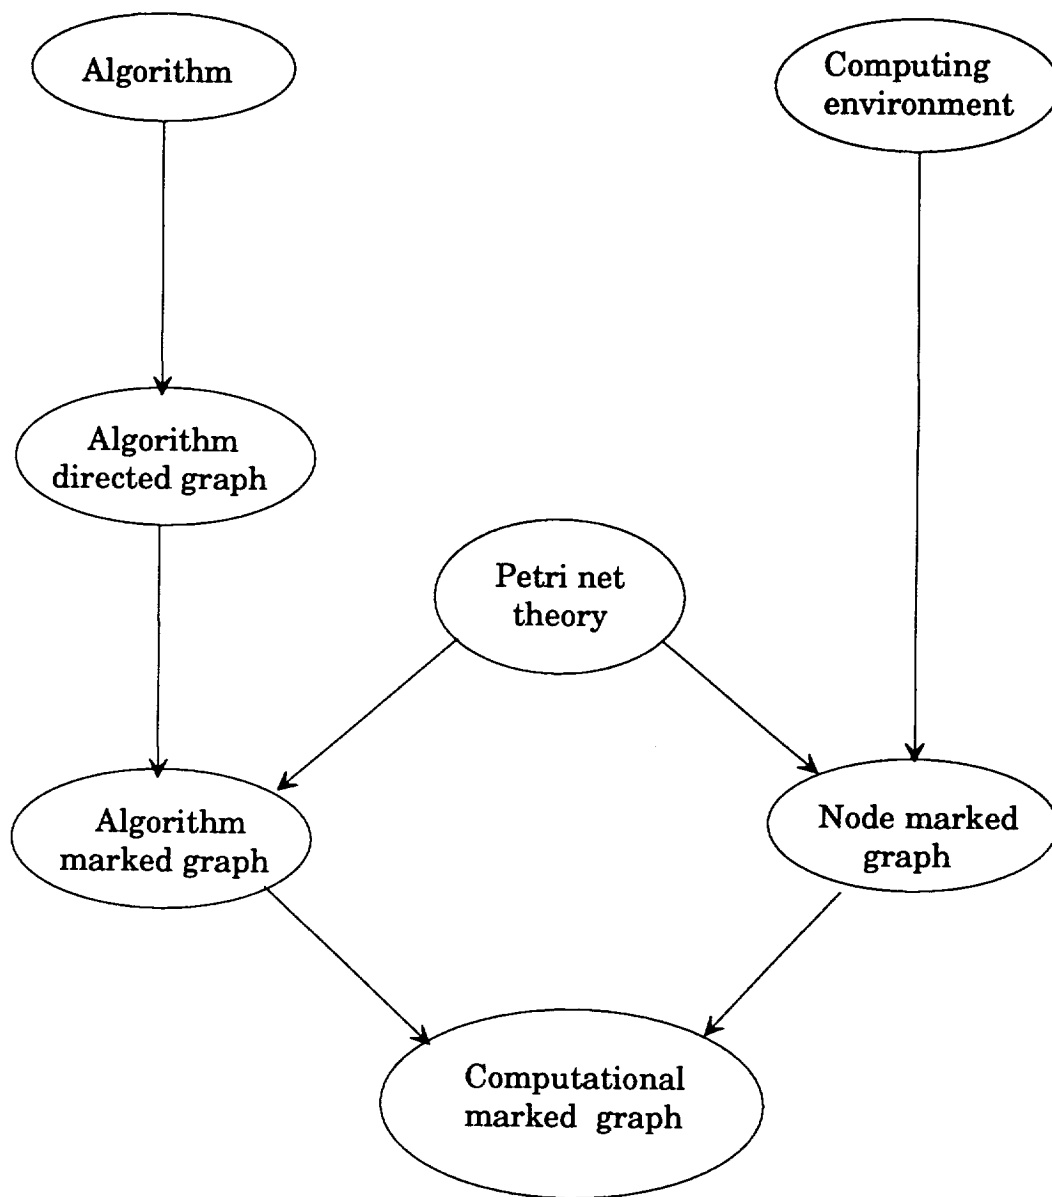 Algorithm
Computing
environment
Algorithm
directed graph
Petri net
theory
Algorithm
marked graph
Node marked
graph
Computational
marked graph